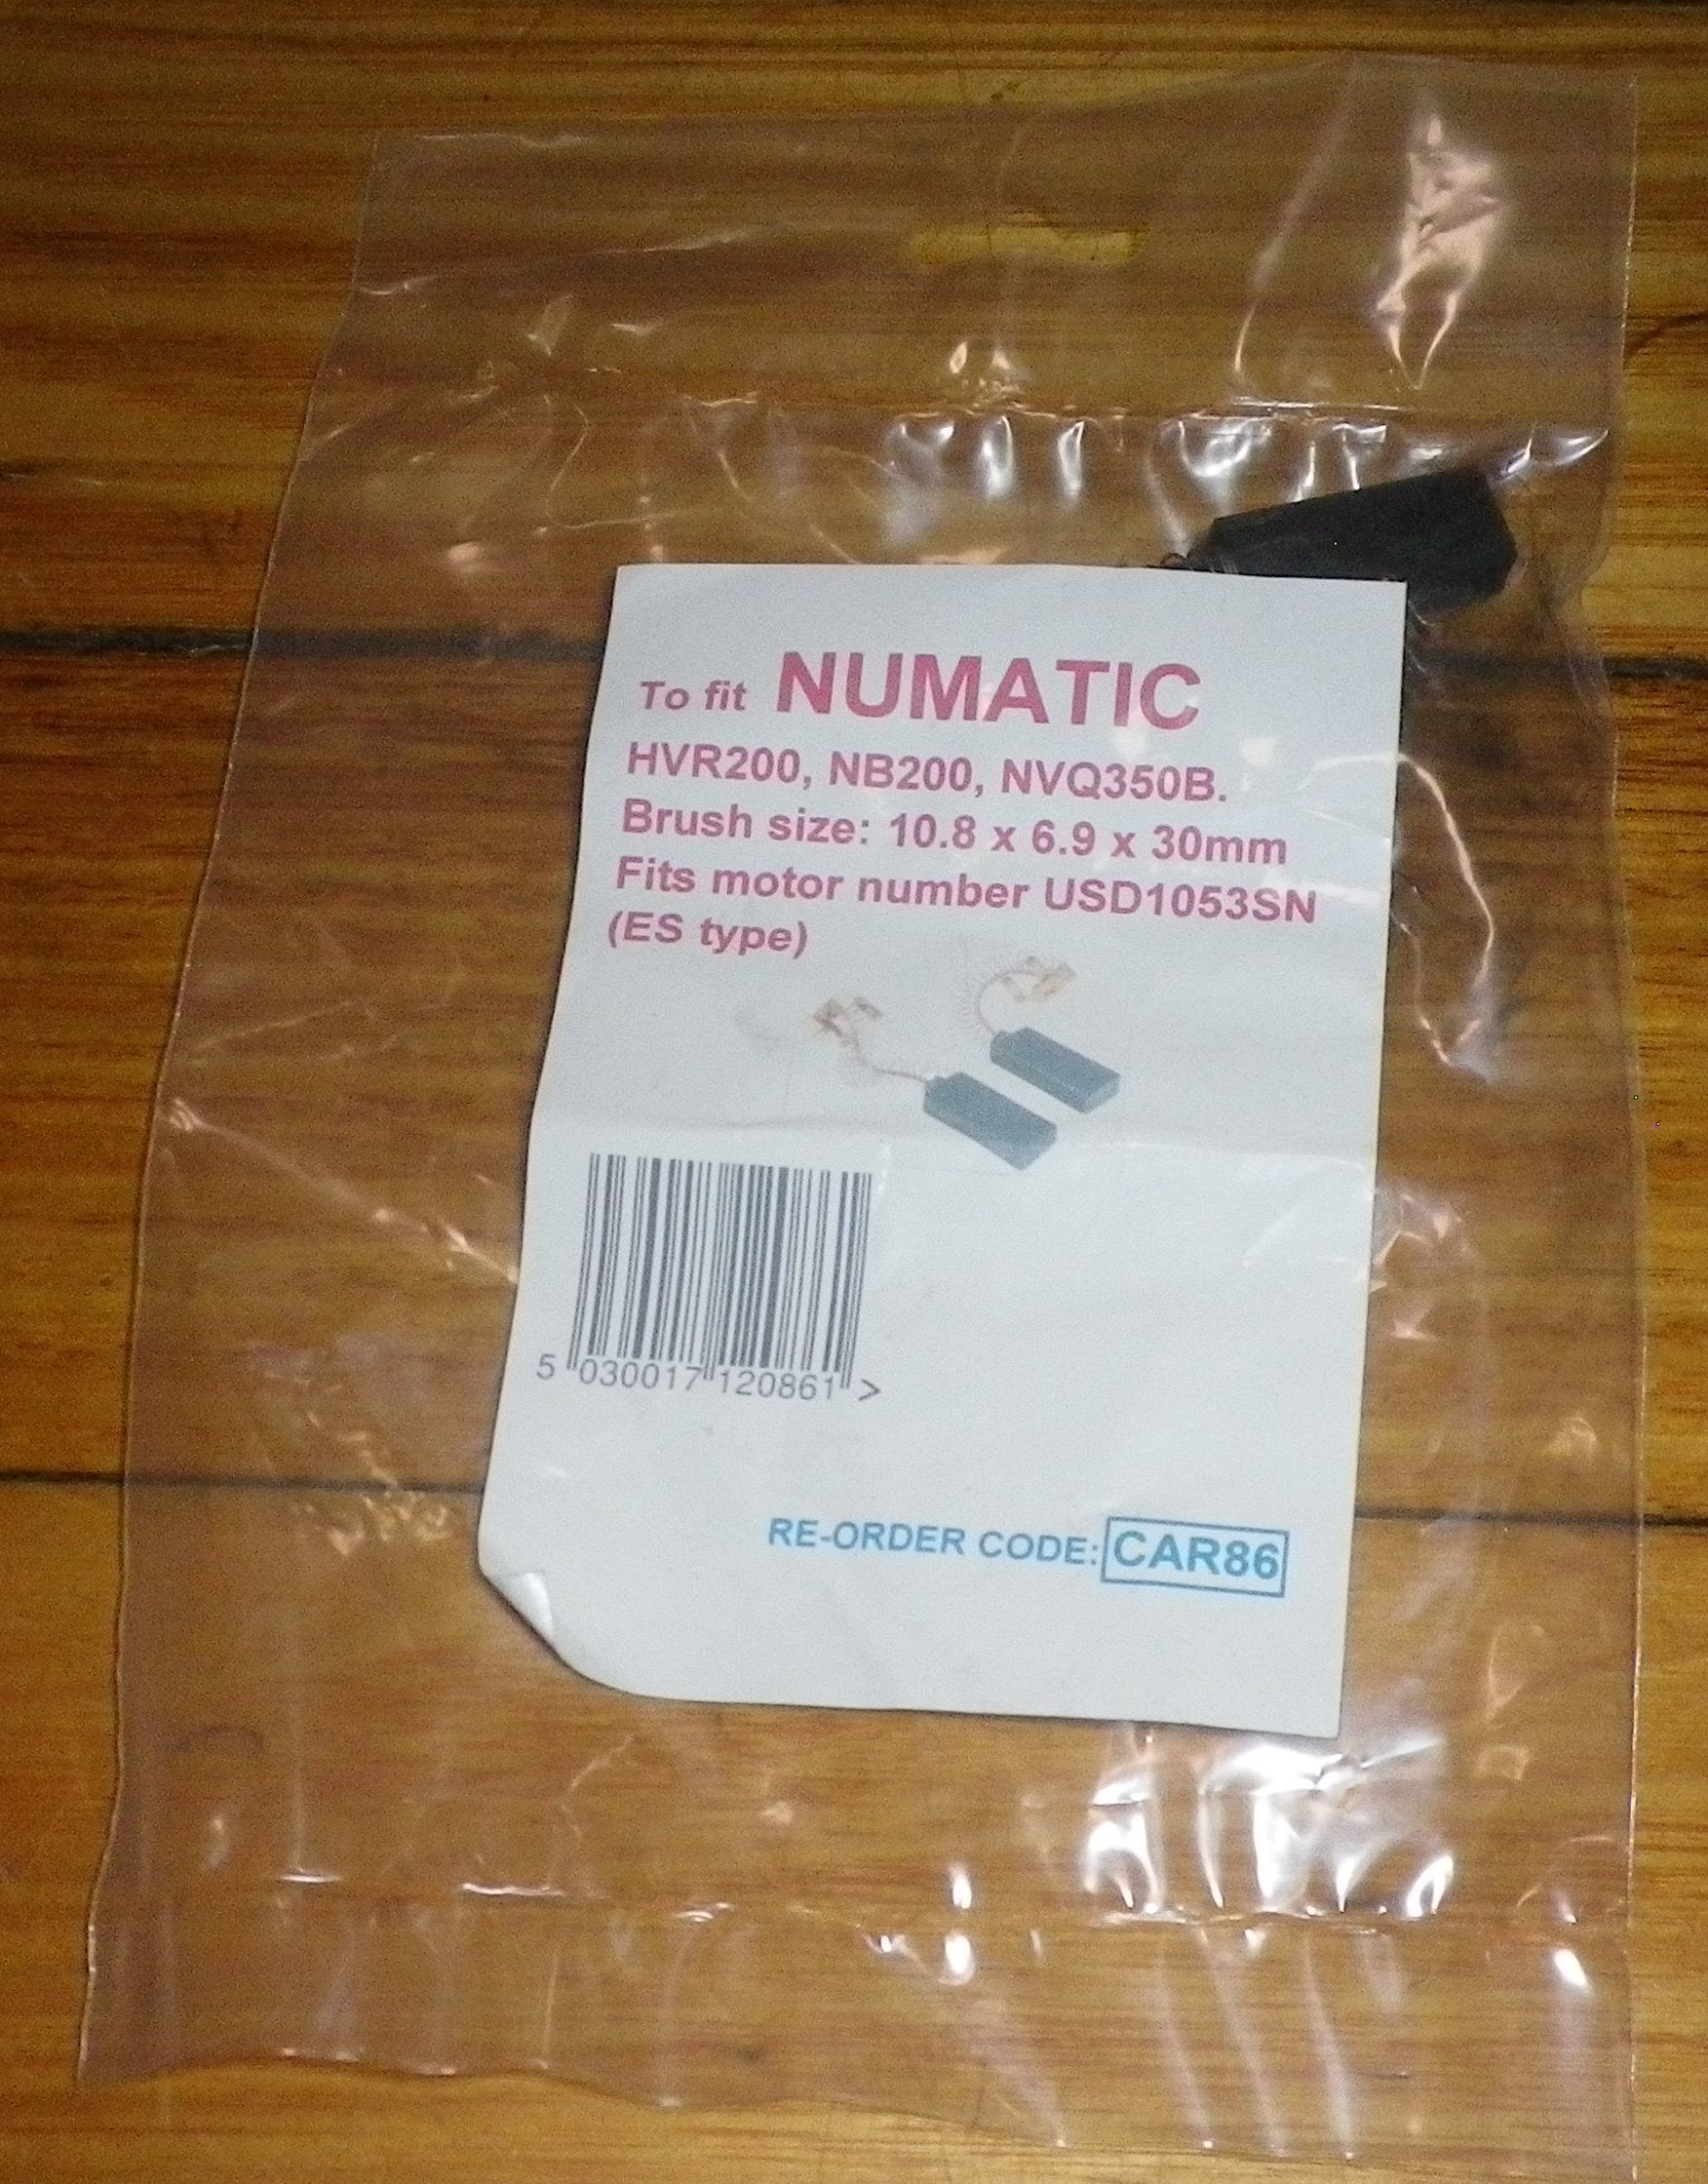 To fit NUMATIC
HVR200, NB200, NVQ350B.
Brush size: 10.8 x 6.9 x 30mm
Fits motor number USD1053SN
(ES type)
5 030017 120861 >
RE-ORDER CODE: CAR86